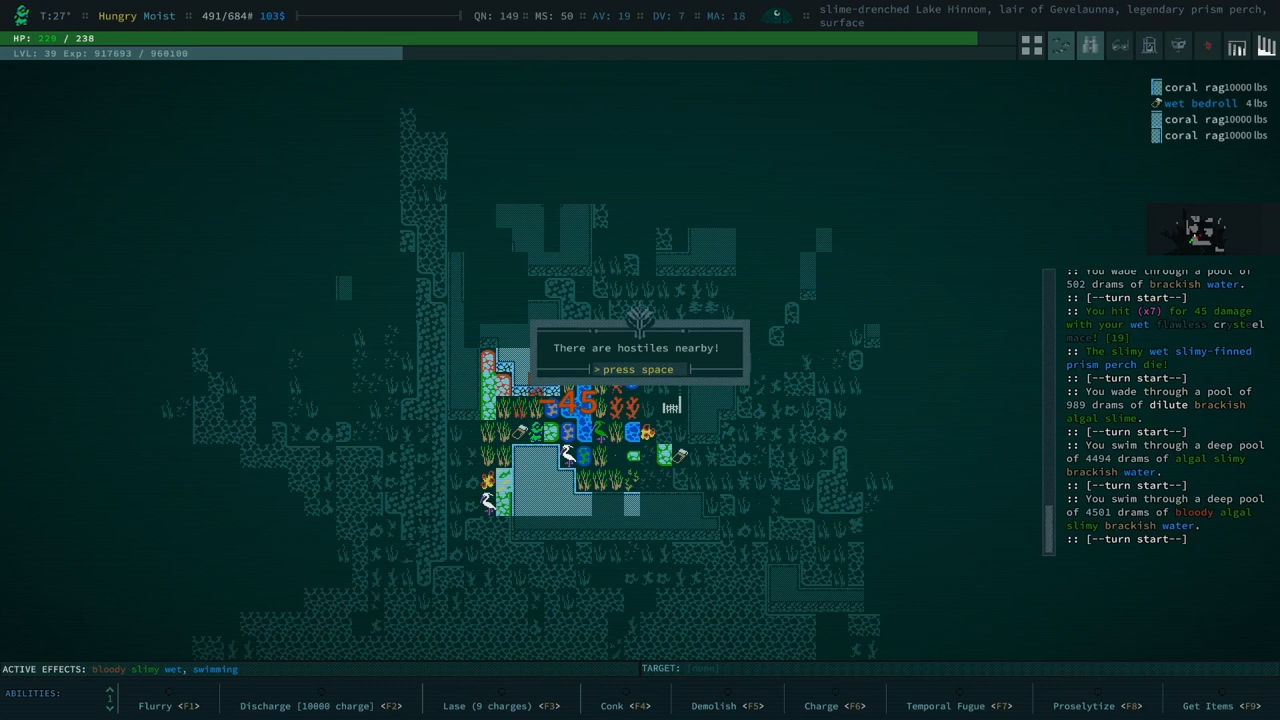 T:27° :: Hungry Moist :: 491/684# 103$ QN: 149 :: MS: 50 :: AV: 19 :: DV: 7 :: MA: 18 :: :: slime-drenched Lake Hinnom, lair of Gevelaunna, legendary prism perch,
surface
HP: 229 / 238
LVL: 39 Exp: 917693 / 960100
coral rag 10000 lbs
wet bedroll 4 lbs
coral rag 10000 lbs
coral rag 10000 lbs
:: You wade through a pool of
502 drams of brackish water.
:: [--turn start--]
:: You hit (x7) for 45 damage
with your wet flawless crysteel
mace! [19]
:: The slimy wet slimy-finned
prism perch die!
:: [--turn start--]
:: You wade through a pool of
989 drams of dilute brackish
algal slime.
:: [--turn start--]
:: You swim through a deep pool
of 4494 drams of algal slimy
brackish water.
:: [--turn start--]
:: You swim through a deep pool
of 4501 drams of bloody algal
slimy brackish water.
:: [--turn start--]
There are hostiles nearby!
> press space
-45
ACTIVE EFFECTS: bloody slimy wet, swimming
TARGET: [none]
ABILITIES: 1 Flurry <F1> Discharge [10000 charge] <F2> Lase (9 charges) <F3> Conk <F4> Demolish <F5> Charge <F6> Temporal Fugue <F7> Proselytize <F8> Get Items <F9>